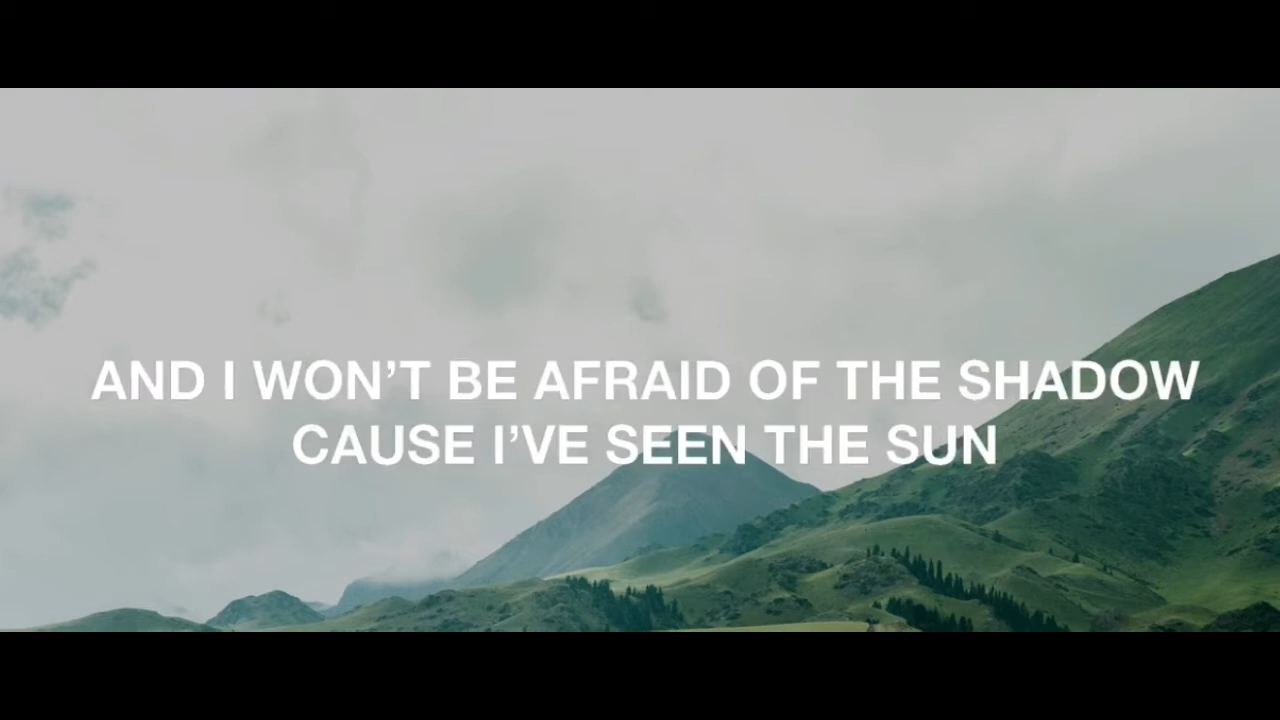 AND I WON’T BE AFRAID OF THE SHADOW
CAUSE I’VE SEEN THE SUN